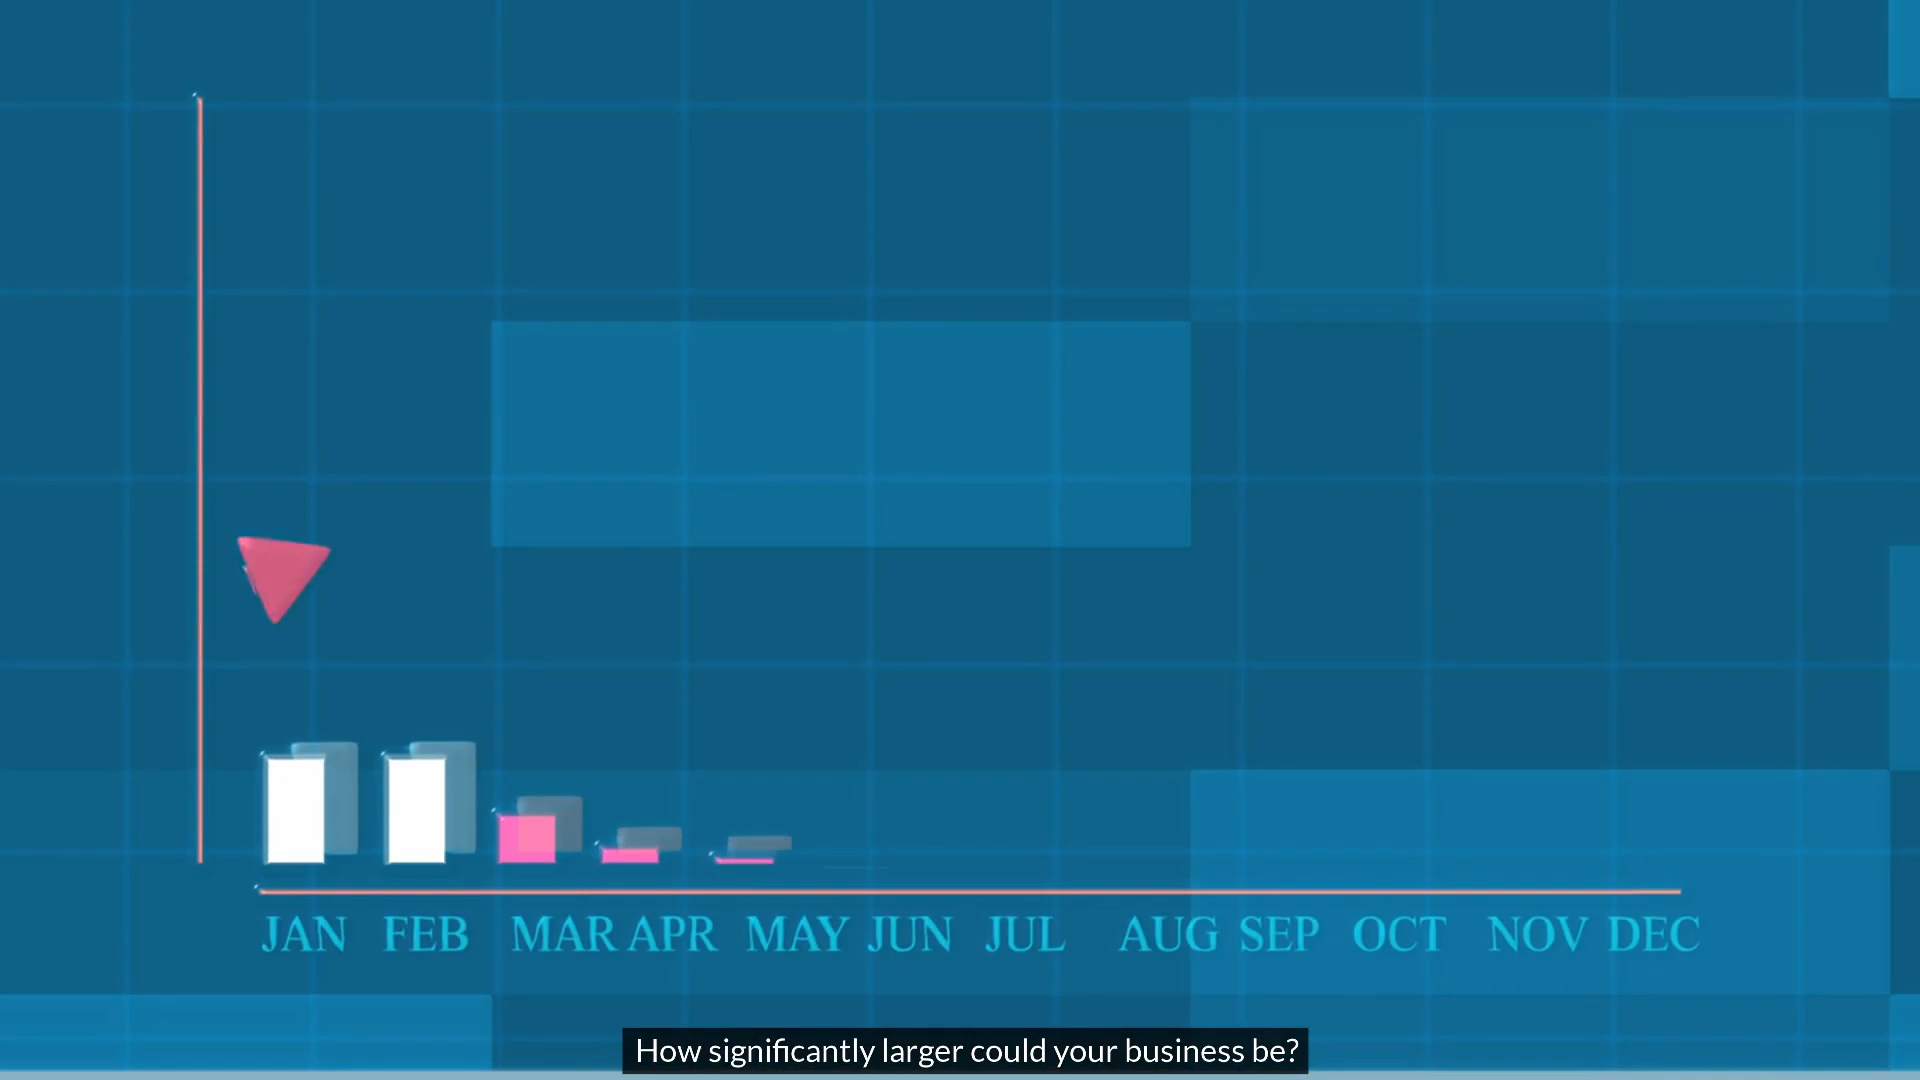 JAN FEB MAR APR MAY JUN JUL AUG SEP OCT NOV DEC
How significantly larger could your business be?